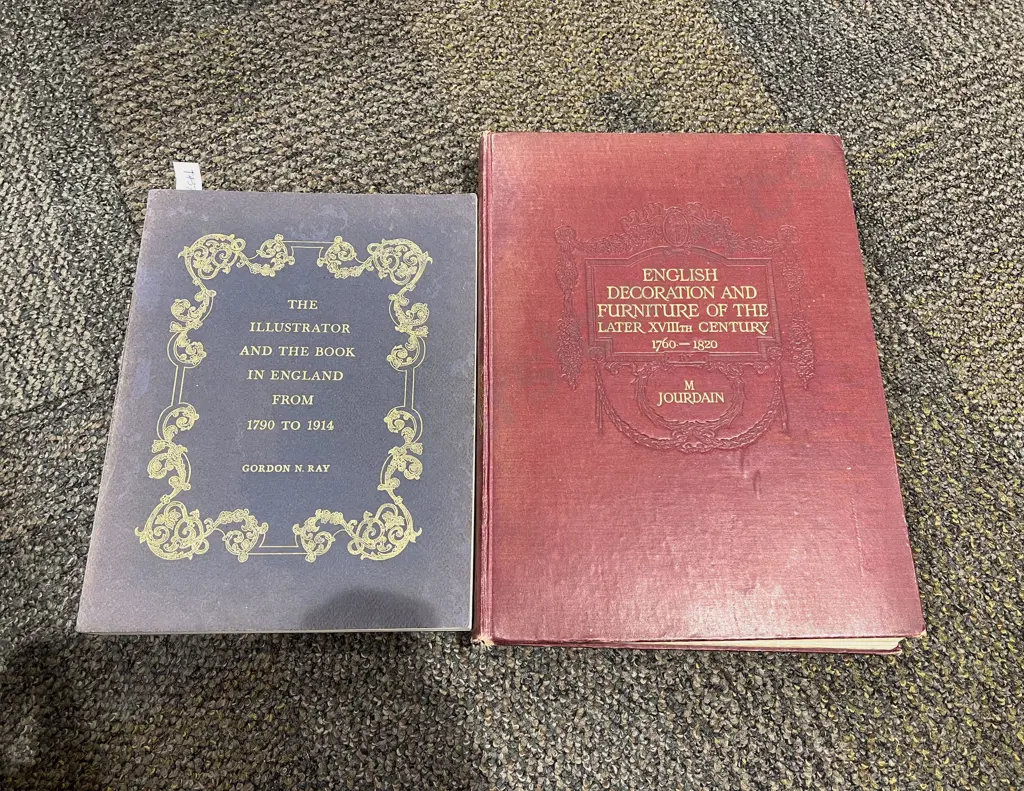 THE
ILLUSTRATOR
AND THE BOOK
IN ENGLAND
FROM
1790 TO 1914
GORDON N. RAY
ENGLISH
DECORATION AND
FURNITURE OF THE
LATER XVIIITH CENTURY
1760–1820
M
JOURDAIN